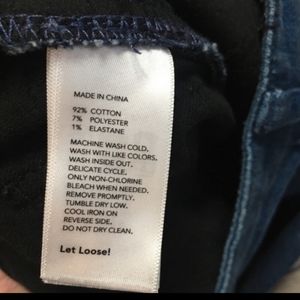 MADE IN CHINA
92% COTTON
7% POLYESTER
1% ELASTANE
MACHINE WASH COLD.
WASH WITH LIKE COLORS.
WASH INSIDE OUT.
DELICATE CYCLE.
ONLY NON-CHLORINE
BLEACH WHEN NEEDED.
REMOVE PROMPTLY.
TUMBLE DRY LOW.
COOL IRON ON
REVERSE SIDE.
DO NOT DRY CLEAN.
Let Loose!